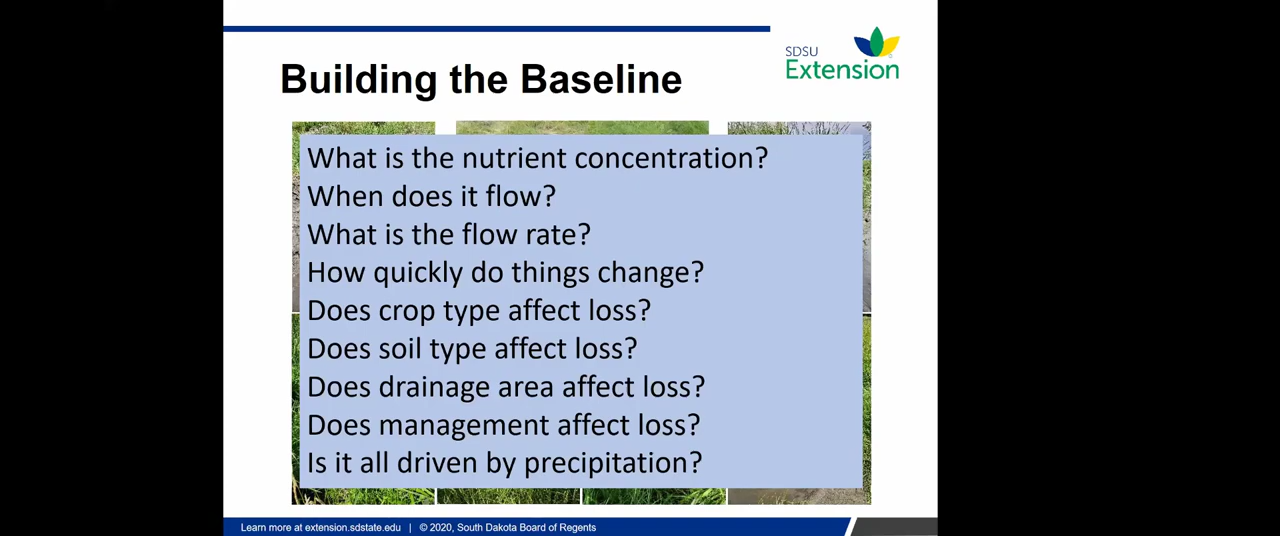 SDSU
Extension
Building the Baseline
What is the nutrient concentration?
When does it flow?
What is the flow rate?
How quickly do things change?
Does crop type affect loss?
Does soil type affect loss?
Does drainage area affect loss?
Does management affect loss?
Is it all driven by precipitation?
Learn more at extension.sdstate.edu | © 2020, South Dakota Board of Regents